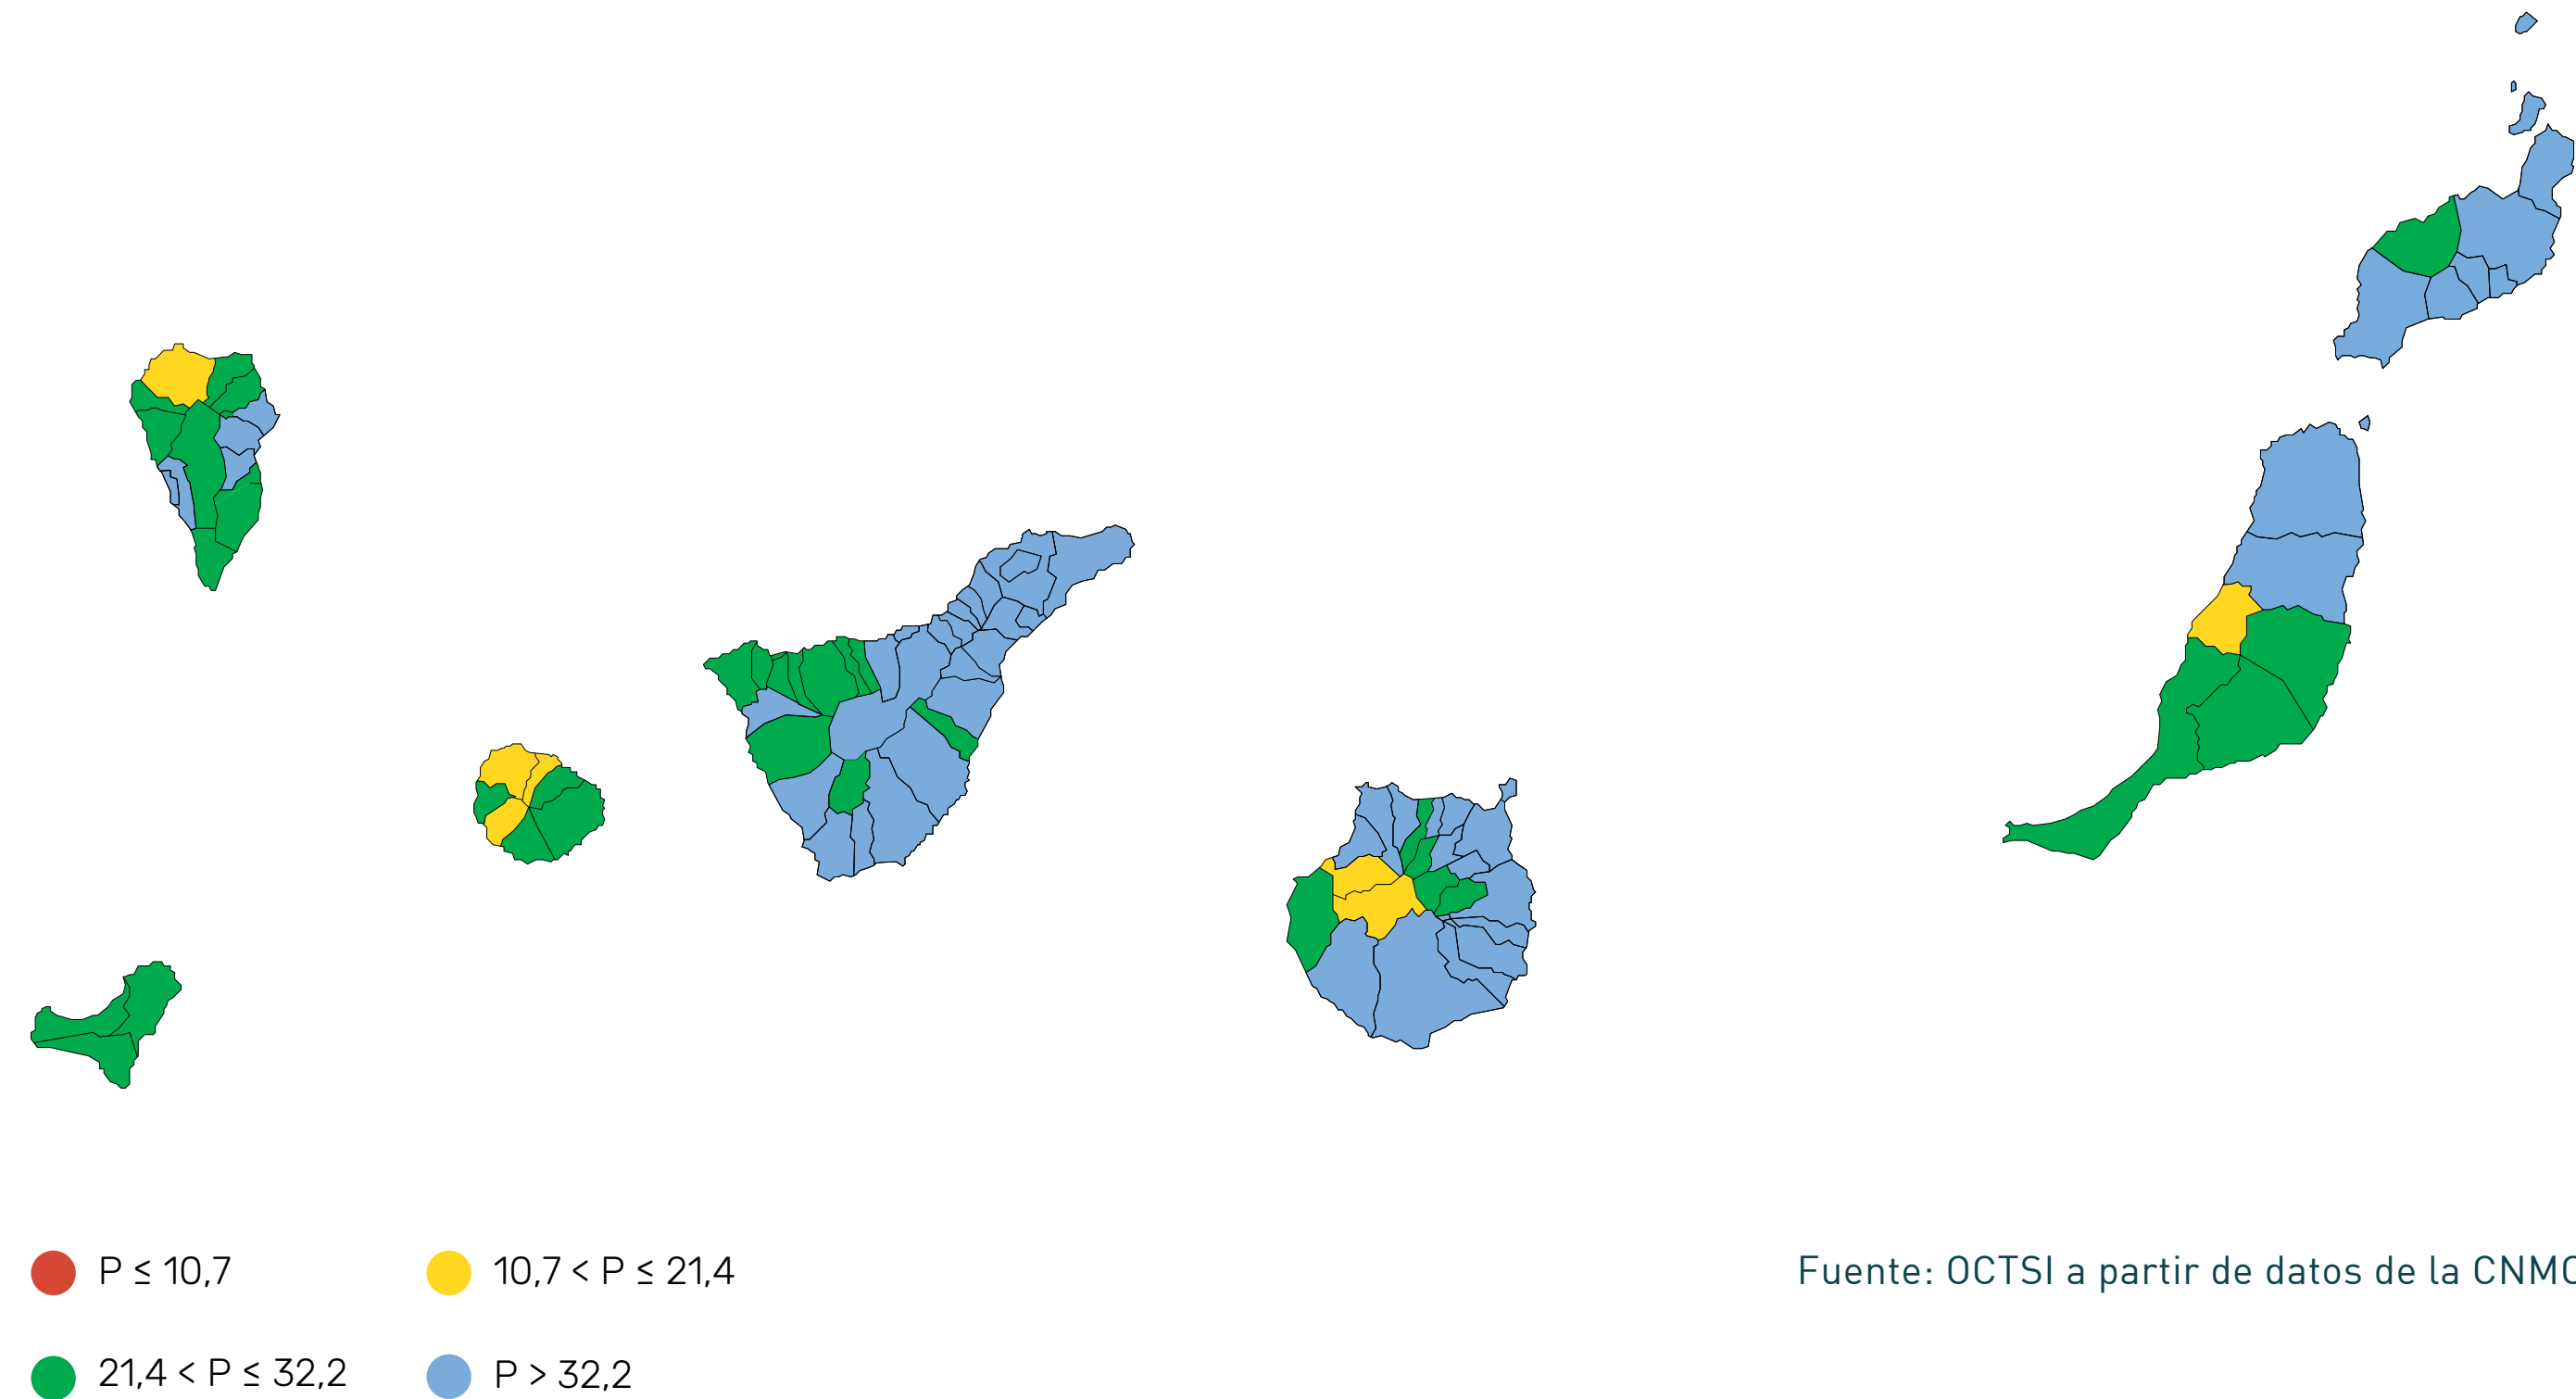 P ≤ 10,7
10,7 < P ≤ 21,4
Fuente: OCTSI a partir de datos de la
21,4 < P ≤ 32,2
P > 32,2